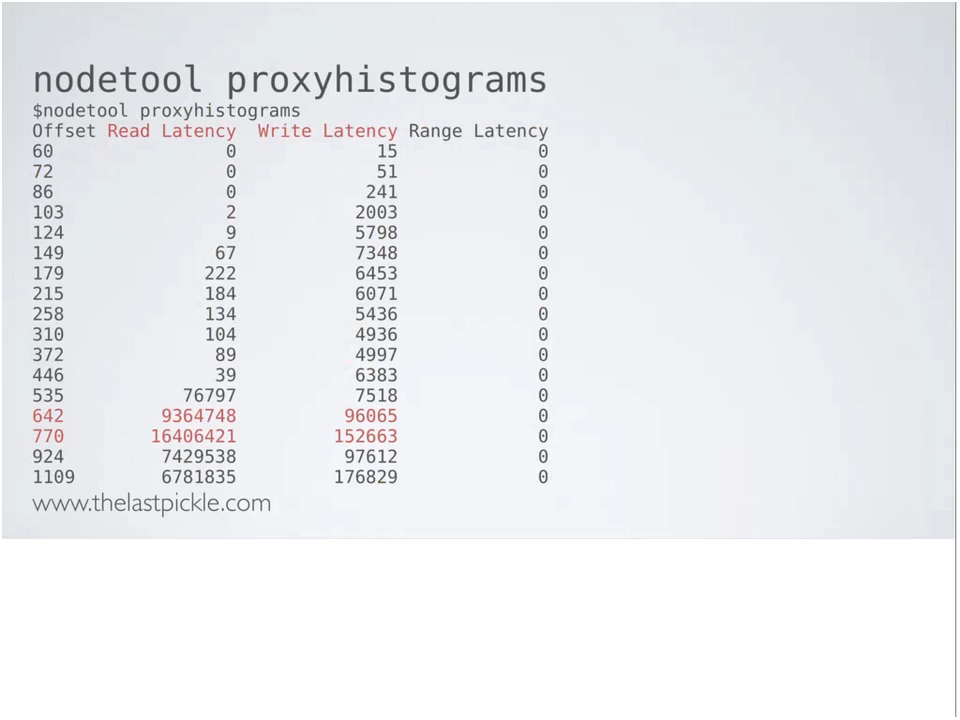 nodetool proxyhistograms
$nodetool proxyhistograms
Offset Read Latency  Write Latency Range Latency
60                0             15             0
72                0             51             0
86                0            241             0
103               2           2003             0
124               9           5798             0
149              67           7348             0
179             222           6453             0
215             184           6071             0
258             134           5436             0
310             104           4936             0
372              89           4997             0
446              39           6383             0
535           76797           7518             0
642         9364748          96065             0
770        16406421         152663             0
924         7429538          97612             0
1109        6781835         176829             0
www.thelastpickle.com